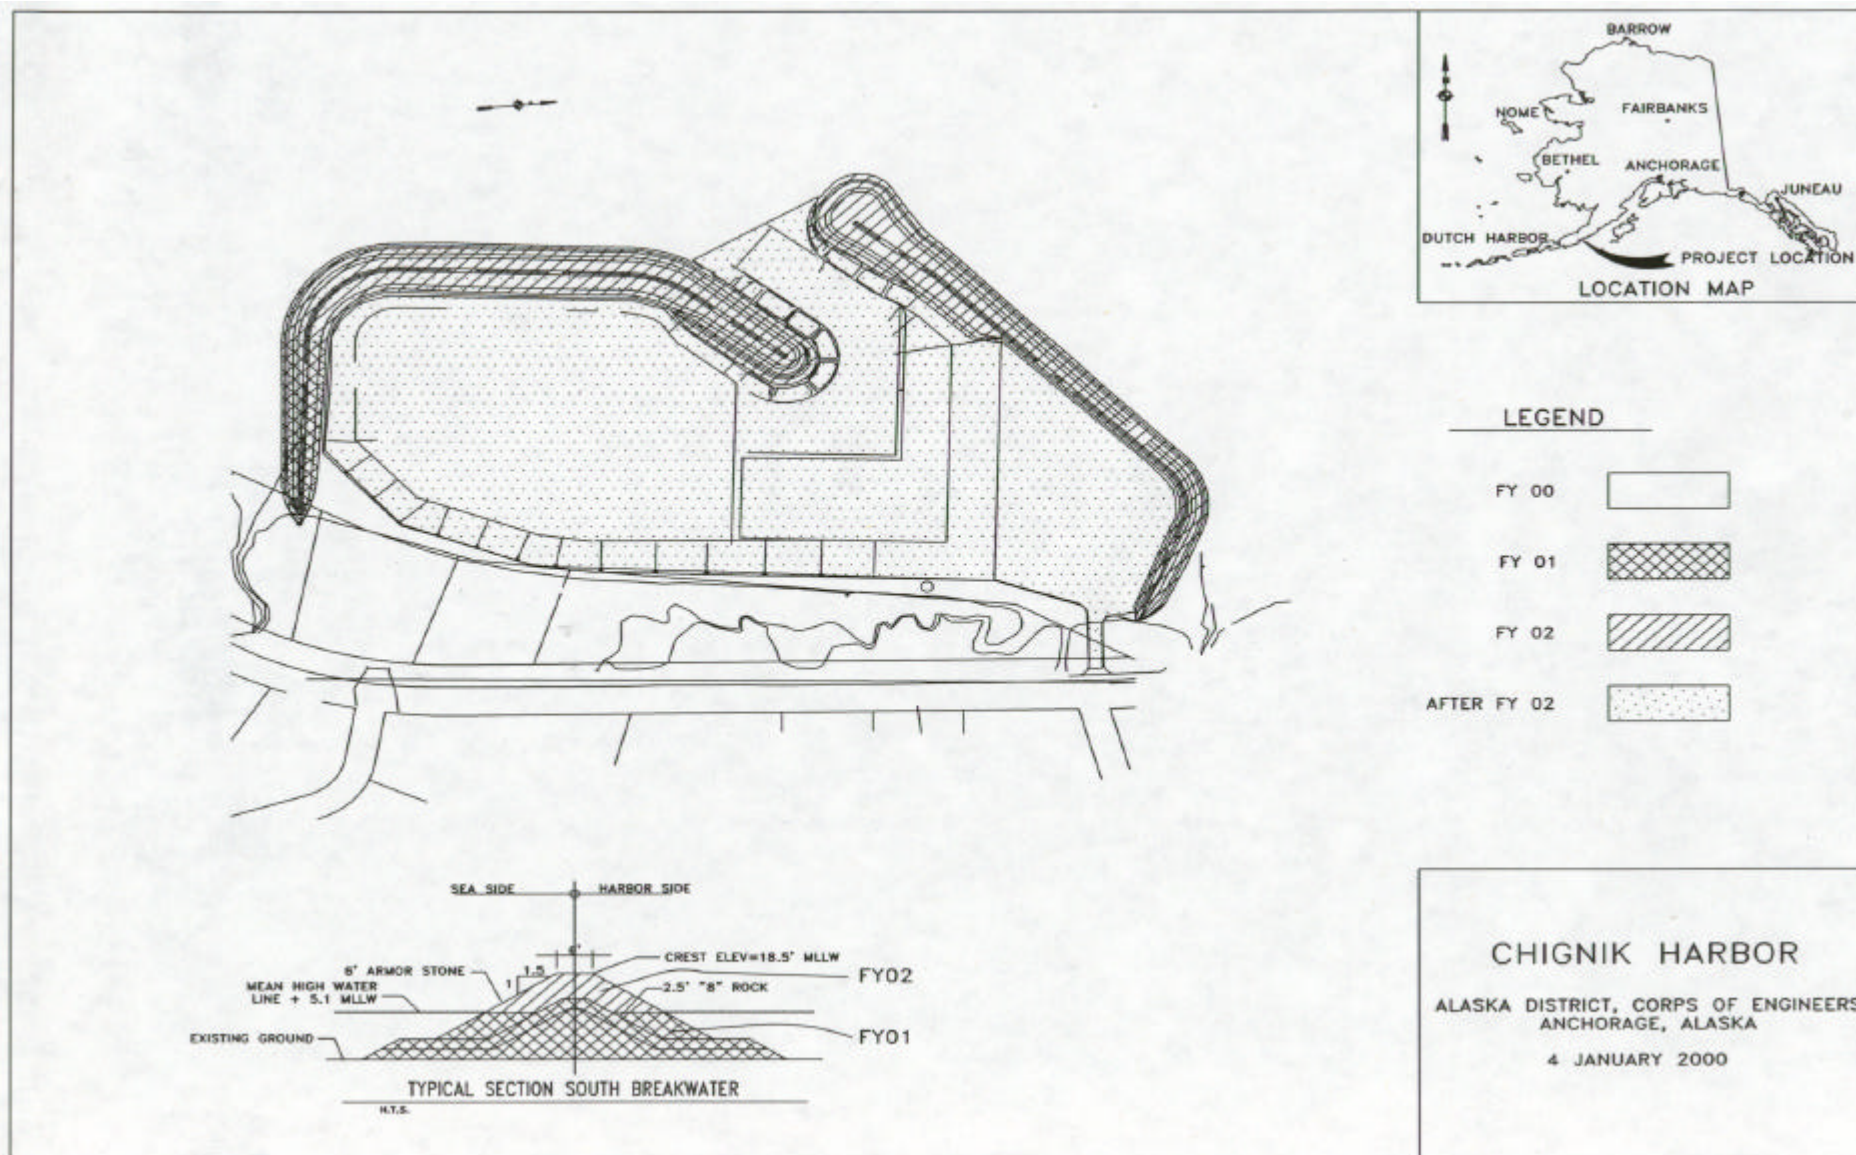 BARROW
NOME
FAIRBANKS
BETHEL
ANCHORAGE
JUNEAU
DUTCH HARBOR
PROJECT LOCATION
LOCATION MAP
LEGEND
FY 00
FY 01
FY 02
AFTER FY 02
SEA SIDE
HARBOR SIDE
CREST ELEV=18.5' MLLW
FY02
6' ARMOR STONE
1.5
1
MEAN HIGH WATER
LINE + 5.1 MLLW
2.5' "B" ROCK
EXISTING GROUND
FY01
TYPICAL SECTION SOUTH BREAKWATER
N.T.S.
CHIGNIK HARBOR
ALASKA DISTRICT, CORPS OF ENGINEERS
ANCHORAGE, ALASKA
4 JANUARY 2000